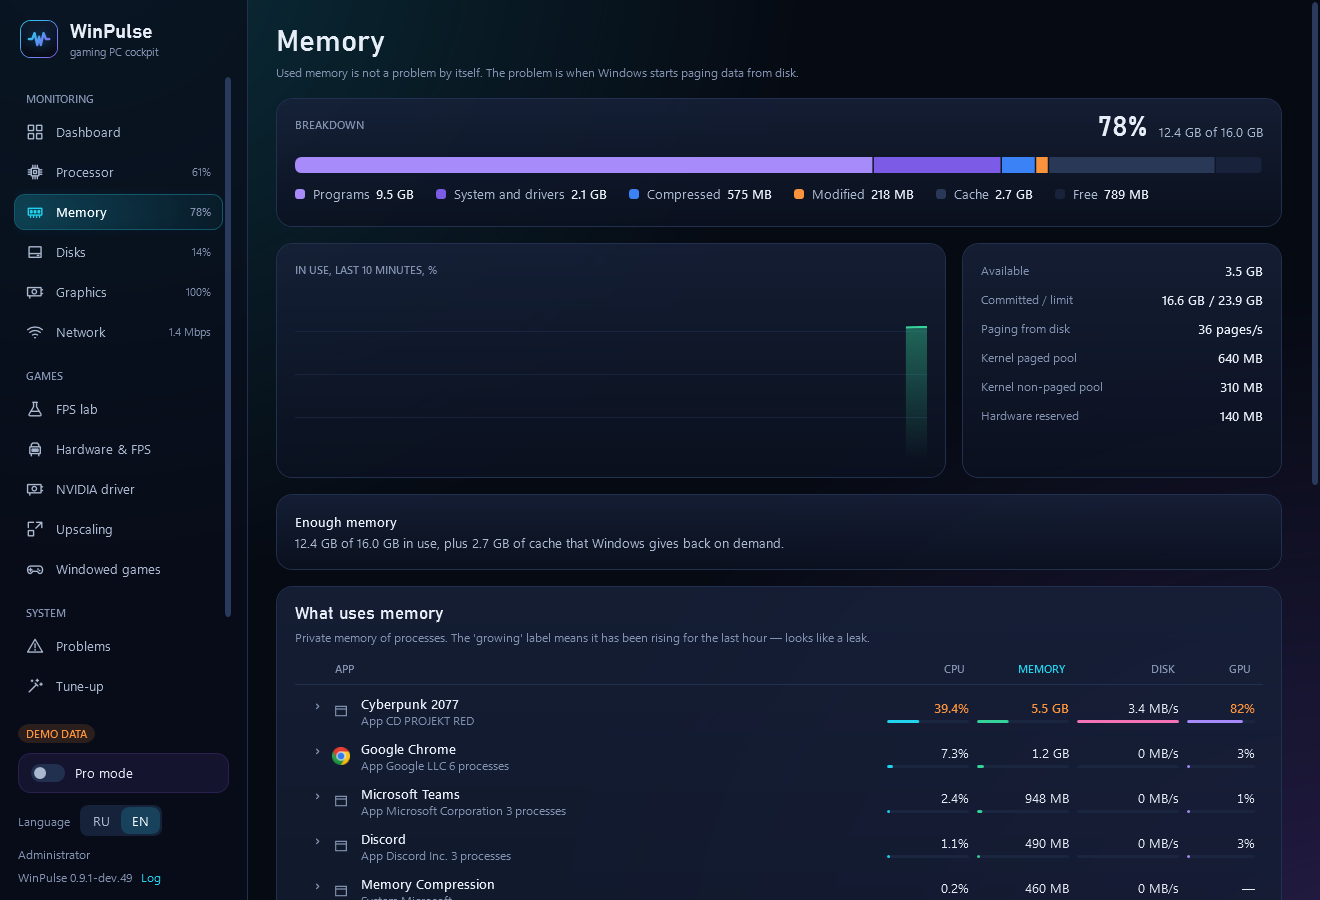 WinPulse
gaming PC cockpit
MONITORING
Dashboard
Processor 61%
Memory 78%
Disks 14%
Graphics 100%
Network 1.4 Mbps
GAMES
FPS lab
Hardware & FPS
NVIDIA driver
Upscaling
Windowed games
SYSTEM
Problems
Tune-up
DEMO DATA
Pro mode
Language RU EN
Administrator
WinPulse 0.9.1-dev.49 Log
Memory
Used memory is not a problem by itself. The problem is when Windows starts paging data from disk.
BREAKDOWN 78% 12.4 GB of 16.0 GB
Programs 9.5 GB System and drivers 2.1 GB Compressed 575 MB Modified 218 MB Cache 2.7 GB Free 789 MB
IN USE, LAST 10 MINUTES, %
Available 3.5 GB
Committed / limit 16.6 GB / 23.9 GB
Paging from disk 36 pages/s
Kernel paged pool 640 MB
Kernel non-paged pool 310 MB
Hardware reserved 140 MB
Enough memory
12.4 GB of 16.0 GB in use, plus 2.7 GB of cache that Windows gives back on demand.
What uses memory
Private memory of processes. The 'growing' label means it has been rising for the last hour — looks like a leak.
APP CPU MEMORY DISK GPU
Cyberpunk 2077 39.4% 5.5 GB 3.4 MB/s 82%
App CD PROJEKT RED
Google Chrome 7.3% 1.2 GB 0 MB/s 3%
App Google LLC 6 processes
Microsoft Teams 2.4% 948 MB 0 MB/s 1%
App Microsoft Corporation 3 processes
Discord 1.1% 490 MB 0 MB/s 3%
App Discord Inc. 3 processes
Memory Compression 0.2% 460 MB 0 MB/s —
System Microsoft